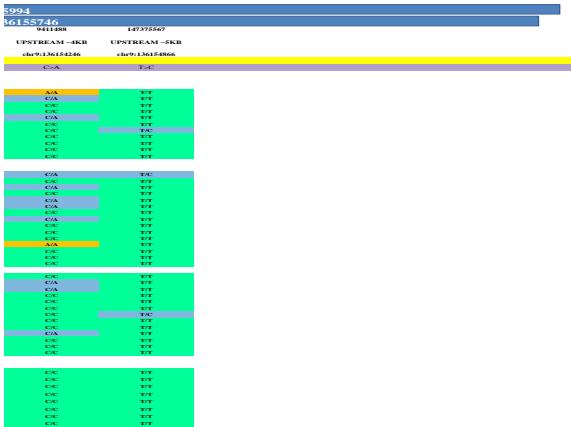 5994
36155746
9411488 147375567
UPSTREAM ~4KB UPSTREAM ~5KB
chr9:136154246 chr9:136154866
C>A T>C
A/A T/T
C/A T/T
C/C T/T
C/C T/T
C/A T/T
C/C T/T
C/C T/C
C/C T/T
C/C T/T
C/C T/T
C/C T/T
C/A T/C
C/C T/T
C/A T/T
C/C T/T
C/A T/T
C/A T/T
C/C T/T
C/A T/T
C/C T/T
C/C T/T
C/C T/T
A/A T/T
C/C T/T
C/C T/T
C/C T/T
C/C T/T
C/A T/T
C/A T/T
C/C T/T
C/C T/T
C/C T/T
C/C T/C
C/C T/T
C/C T/T
C/A T/T
C/C T/T
C/C T/T
C/C T/T
C/C T/T
C/C T/T
C/C T/T
C/C T/T
C/C T/T
C/C T/T
C/C T/T
C/C T/T